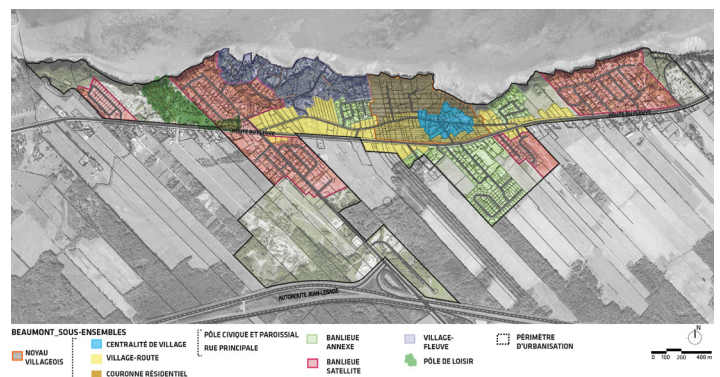 ROUTE DU FLEUVE
ROUTE DU FLEUVE
AUTOROUTE JEAN-LESAGE
BEAUMONT_SOUS-ENSEMBLES
NOYAU
VILLAGEOIS
CENTRALITÉ DE VILLAGE
VILLAGE-ROUTE
COURONNE RÉSIDENTIEL
PÔLE CIVIQUE ET PAROISSIAL
RUE PRINCIPALE
BANLIEUE
ANNEXE
BANLIEUE
SATELLITE
VILLAGE-
FLEUVE
PÔLE DE LOISIR
PÉRIMÈTRE
D'URBANISATION
N
0 100 200 400 m